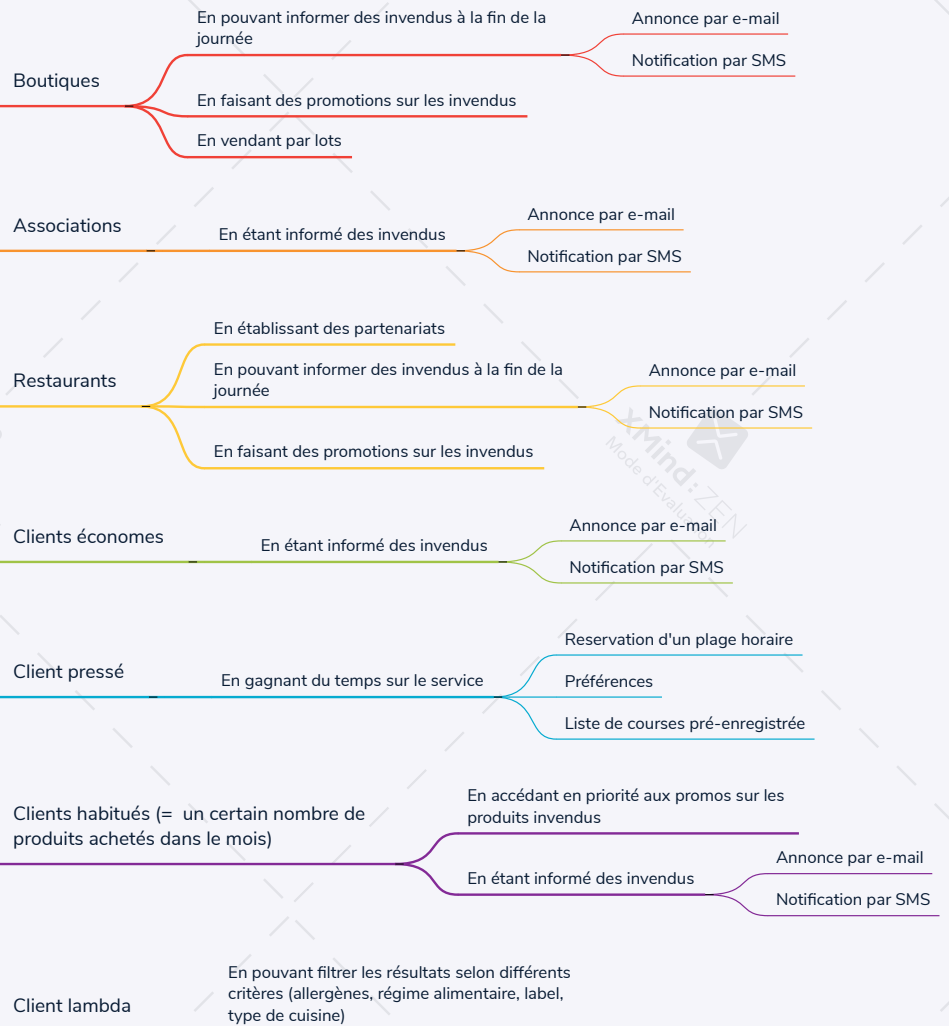 En pouvant informer des invendus à la fin de la
journée
Annonce par e-mail
Notification par SMS
Boutiques
En faisant des promotions sur les invendus
En vendant par lots
Associations
En étant informé des invendus
Annonce par e-mail
Notification par SMS
En établissant des partenariats
Restaurants
En pouvant informer des invendus à la fin de la
journée
Annonce par e-mail
Notification par SMS
En faisant des promotions sur les invendus
XMind:ZEN
Mode d'Evaluation
Clients économes
En étant informé des invendus
Annonce par e-mail
Notification par SMS
Client pressé
En gagnant du temps sur le service
Reservation d'un plage horaire
Préférences
Liste de courses pré-enregistrée
Clients habitués (= un certain nombre de
produits achetés dans le mois)
En accédant en priorité aux promos sur les
produits invendus
En étant informé des invendus
Annonce par e-mail
Notification par SMS
Client lambda
En pouvant filtrer les résultats selon différents
critères (allergènes, régime alimentaire, label,
type de cuisine)